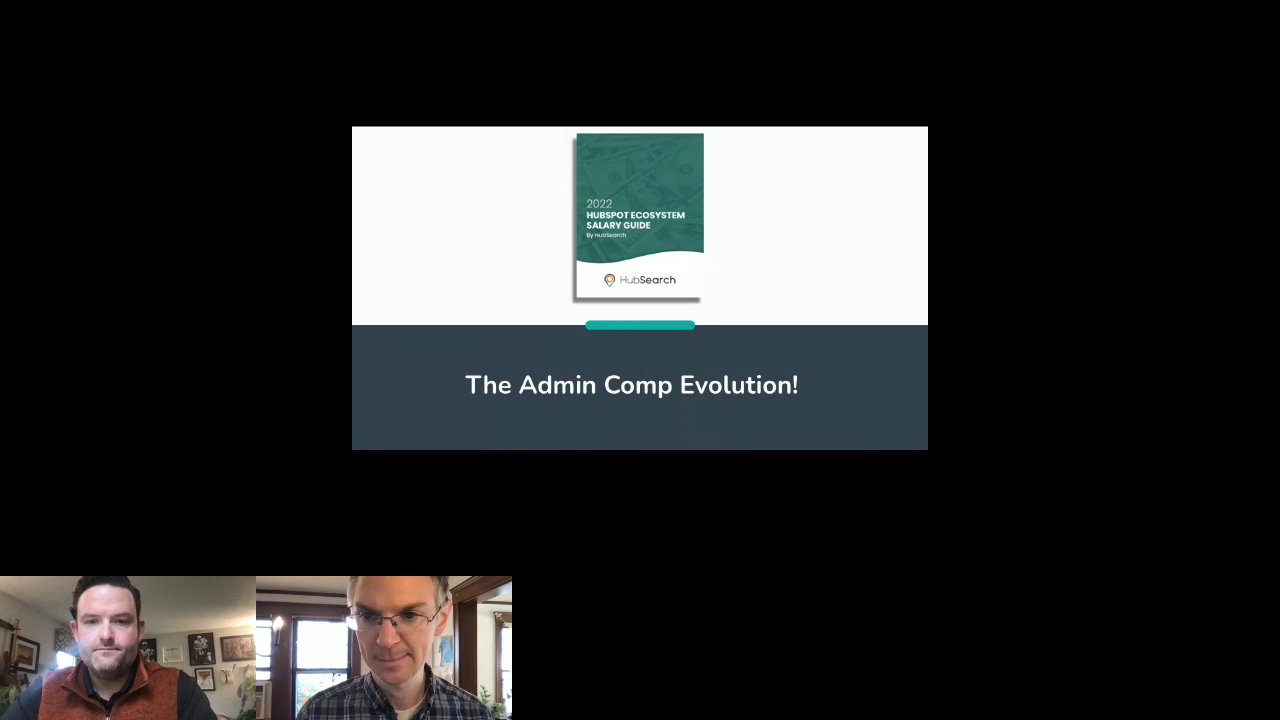 2022
HUBSPOT ECOSYSTEM
SALARY GUIDE
By HubSearch
HubSearch
The Admin Comp Evolution!